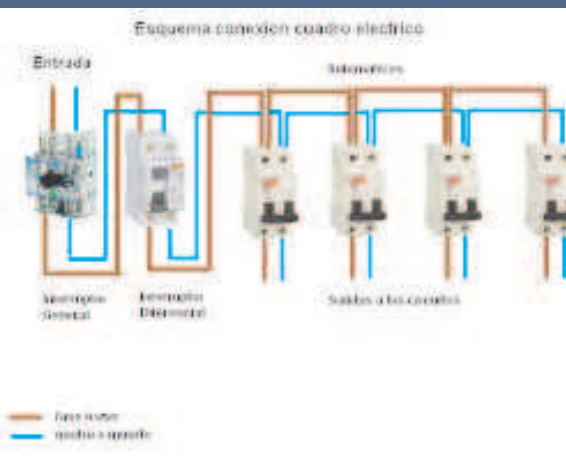 Esquema conexion cuadro electrico
Entrada
Automaticos
Interruptor
General
Interruptor
Diferencial
Salidas a los circuitos